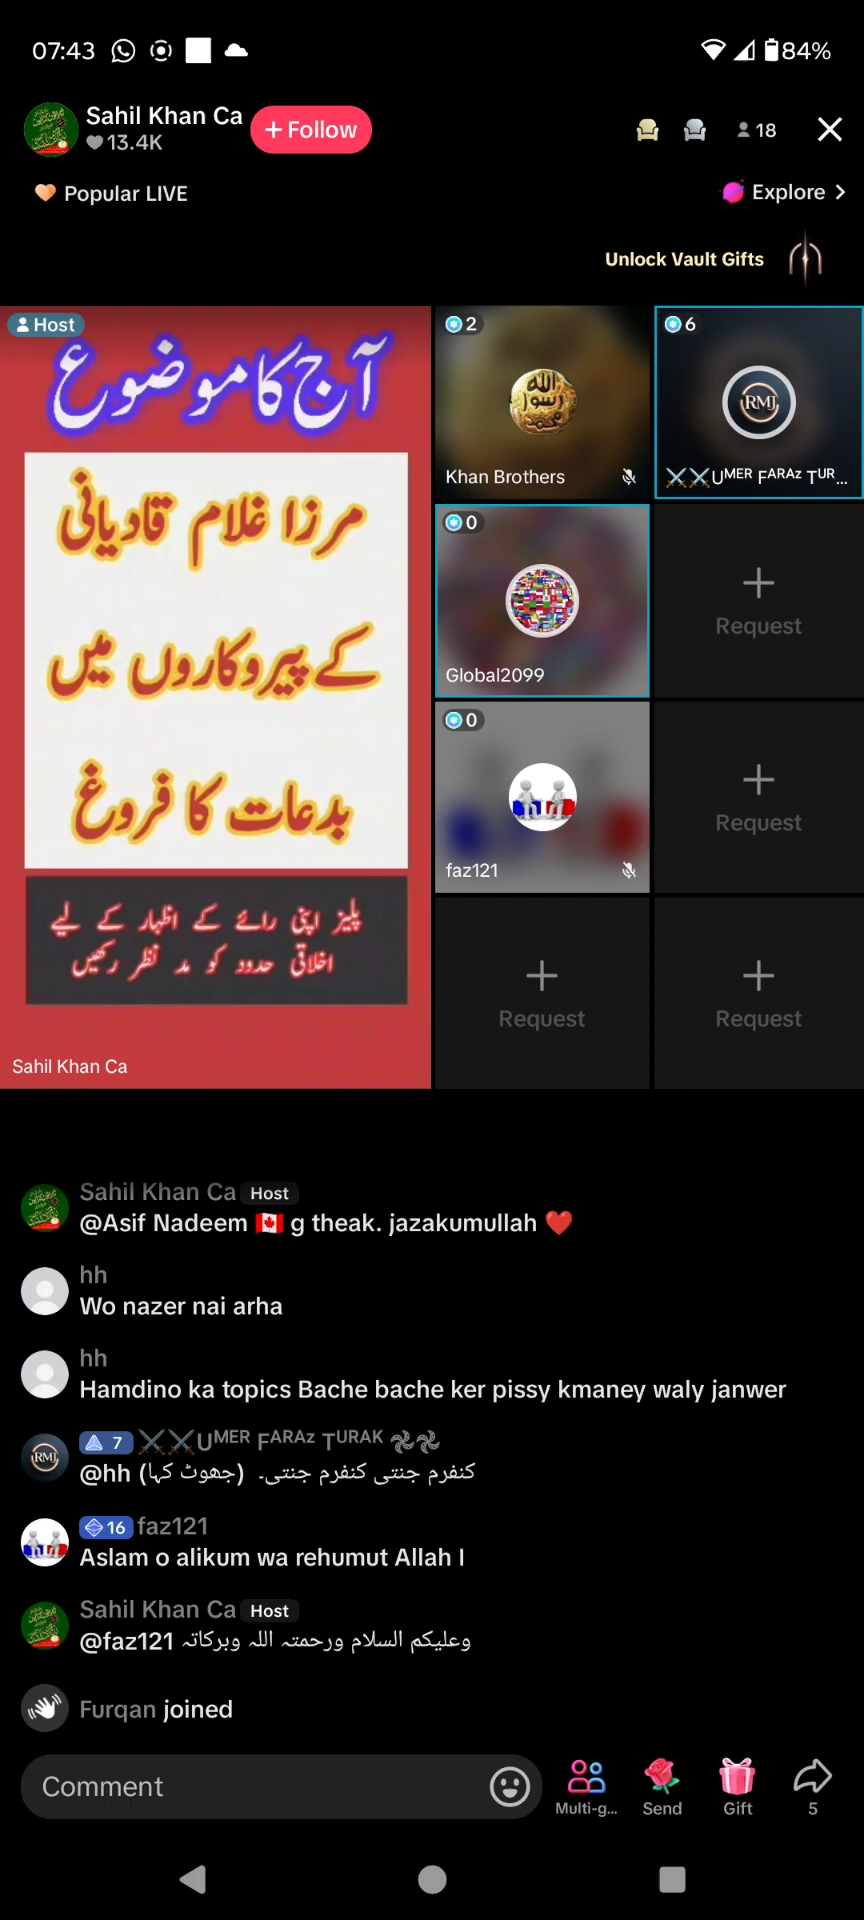 07:43
84%
Sahil Khan Ca
13.4K
+ Follow
18
Popular LIVE
Explore >
Unlock Vault Gifts
Host
آج کا موضوع
مرزا غلام قادیانی
کے پیروکاروں میں
بدعات کا فروغ
پلیز اپنی رائے کے اظہار کے لیے
اخلاقی حدود کو مد نظر رکھیں
Sahil Khan Ca
2
الله
رسول
محمد
Khan Brothers
6
RMJ
⚔️⚔️Uᴹᴱᴿ Fᴬᴿᴬᶻ Tᵁᴿ...
0
Global2099
Request
0
faz121
Request
Request
Request
Sahil Khan Ca Host
@Asif Nadeem 🇨🇦 g theak. jazakumullah ❤️
hh
Wo nazer nai arha
hh
Hamdino ka topics Bache bache ker pissy kmaney waly janwer
RMJ
7 ⚔️⚔️Uᴹᴱᴿ Fᴬᴿᴬᶻ Tᵁᴿᴬᴷ
@hh کنفرم جنتی کنفرم جنتی۔ (جھوٹ کہا)
16 faz121
Aslam o alikum wa rehumut Allah I
Sahil Khan Ca Host
@faz121 وعلیکم السلام ورحمتہ اللہ وبرکاتہ
Furqan joined
Comment
Multi-g...
Send
Gift
5